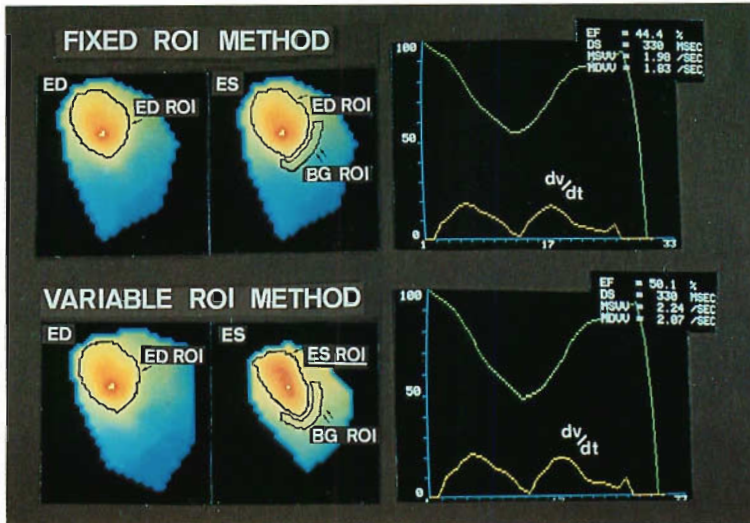 FIXED ROI METHOD
ED
ED ROI
ES
ED ROI
BG ROI
EF = 44.4 %
DS = 330 MSEC
MSVV = 1.90 /SEC
MDVV = 1.83 /SEC
100
50
0
dv/dt
1 17 33
VARIABLE ROI METHOD
ED
ED ROI
ES
ES ROI
BG ROI
EF = 50.1 %
DS = 330 MSEC
MSVV = 2.24 /SEC
MDVV = 2.07 /SEC
100
50
0
dv/dt